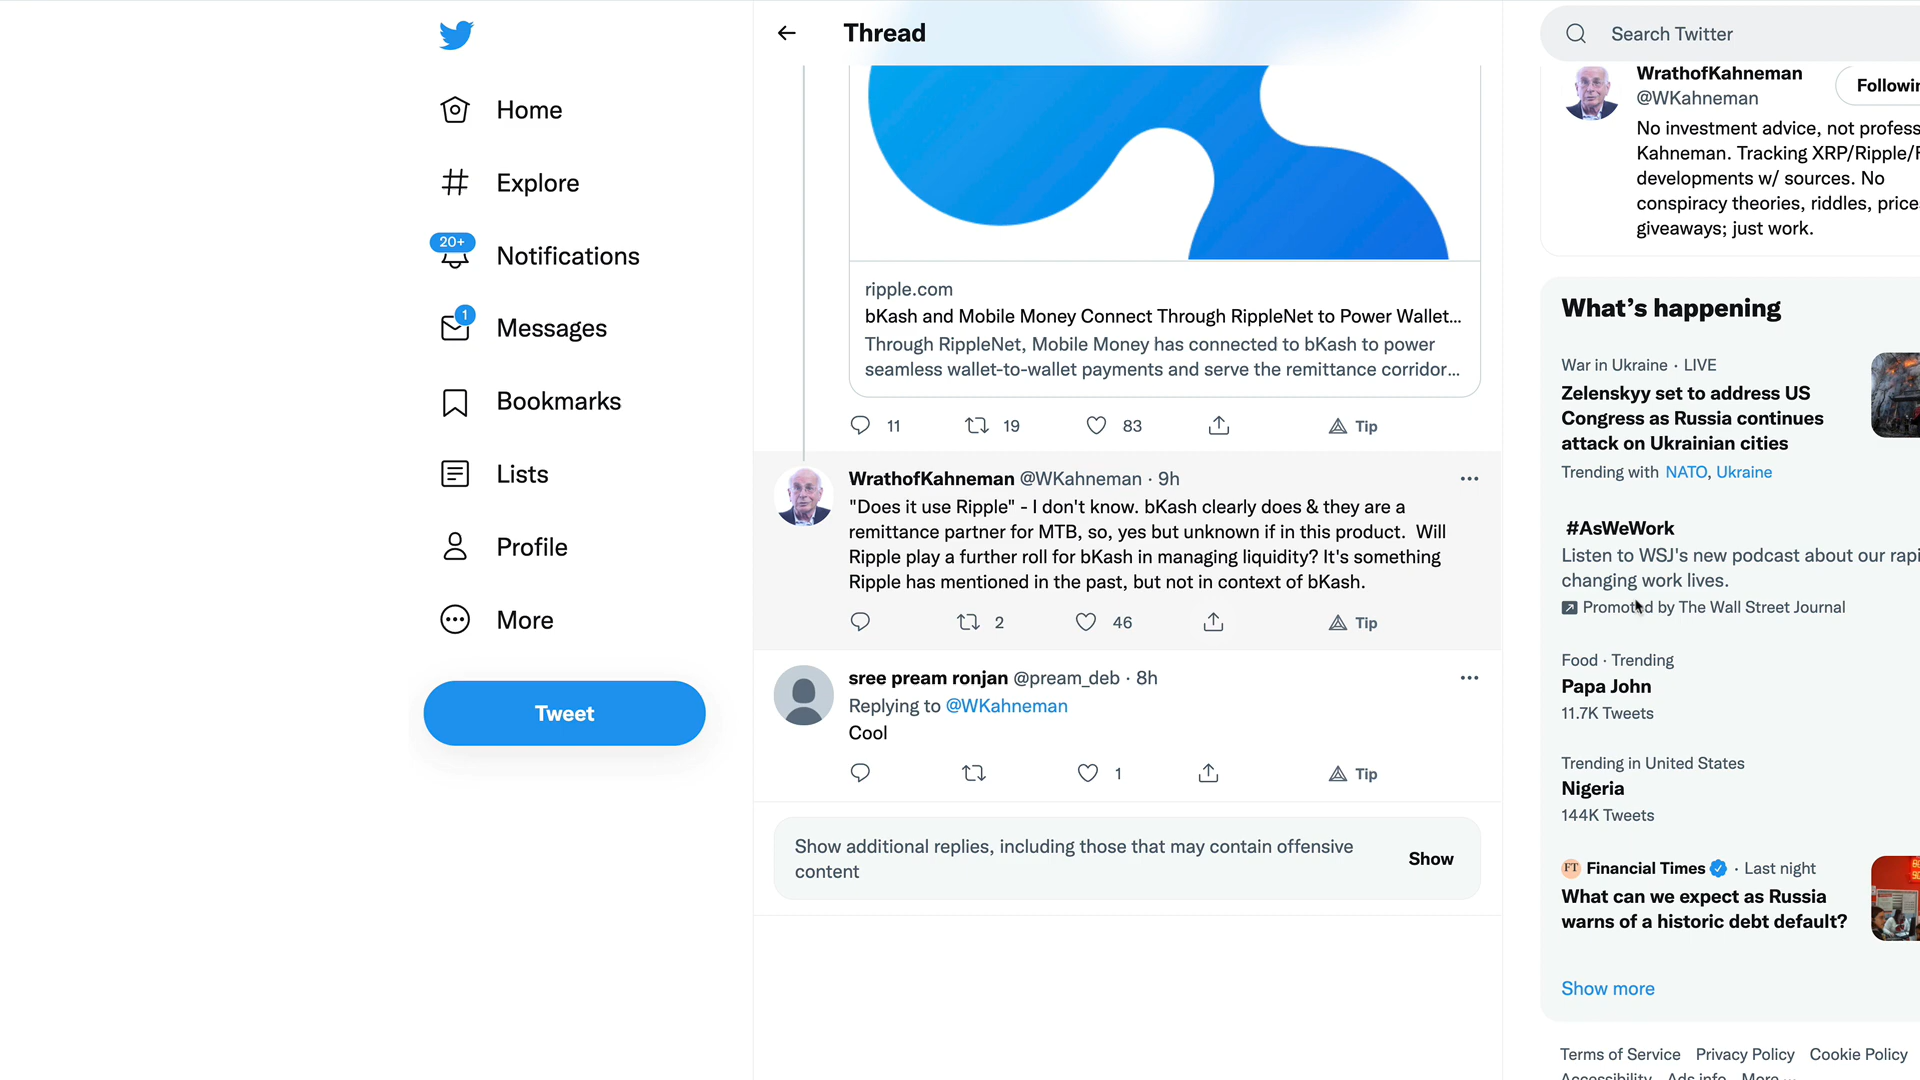 Home
Explore
20+
Notifications
1
Messages
Bookmarks
Lists
Profile
More
Tweet
Thread
ripple.com
bKash and Mobile Money Connect Through RippleNet to Power Wallet...
Through RippleNet, Mobile Money has connected to bKash to power
seamless wallet-to-wallet payments and serve the remittance corridor...
11 19 83 Tip
WrathofKahneman @WKahneman · 9h
"Does it use Ripple" - I don't know. bKash clearly does & they are a
remittance partner for MTB, so, yes but unknown if in this product. Will
Ripple play a further roll for bKash in managing liquidity? It's something
Ripple has mentioned in the past, but not in context of bKash.
2 46 Tip
sree pream ronjan @pream_deb · 8h
Replying to @WKahneman
Cool
1 Tip
Show additional replies, including those that may contain offensive
content
Show
Search Twitter
WrathofKahneman
@WKahneman
Followin
No investment advice, not profess
Kahneman. Tracking XRP/Ripple/
developments w/ sources. No
conspiracy theories, riddles, price
giveaways; just work.
What's happening
War in Ukraine · LIVE
Zelenskyy set to address US
Congress as Russia continues
attack on Ukrainian cities
Trending with NATO, Ukraine
#AsWeWork
Listen to WSJ's new podcast about our rapi
changing work lives.
Promoted by The Wall Street Journal
Food · Trending
Papa John
11.7K Tweets
Trending in United States
Nigeria
144K Tweets
FT Financial Times · Last night
What can we expect as Russia
warns of a historic debt default?
Show more
Terms of Service Privacy Policy Cookie Policy
Accessibility Ads info More ...